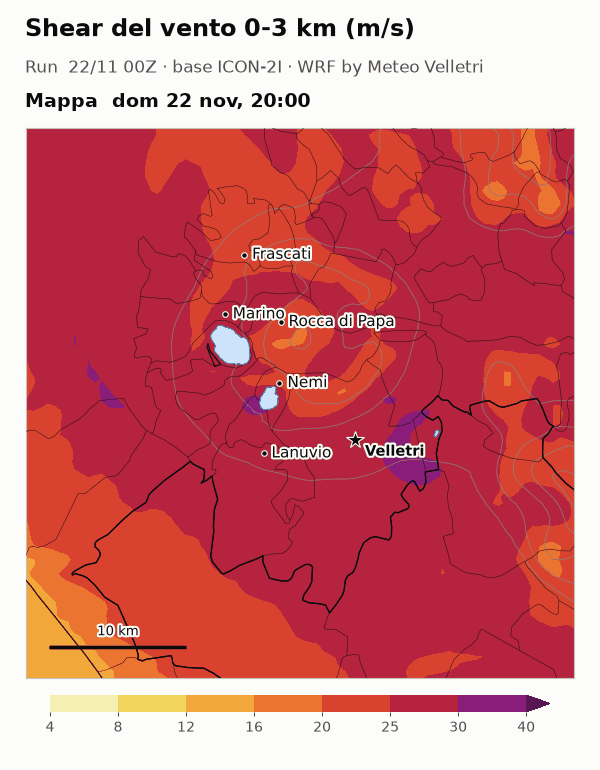 Shear del vento 0-3 km (m/s)
Run  22/11 00Z · base ICON-2I · WRF by Meteo Velletri
Mappa  dom 22 nov, 20:00
Frascati
Marino
Rocca di Papa
Nemi
Velletri
Lanuvio
10 km
4 8 12 16 20 25 30 40